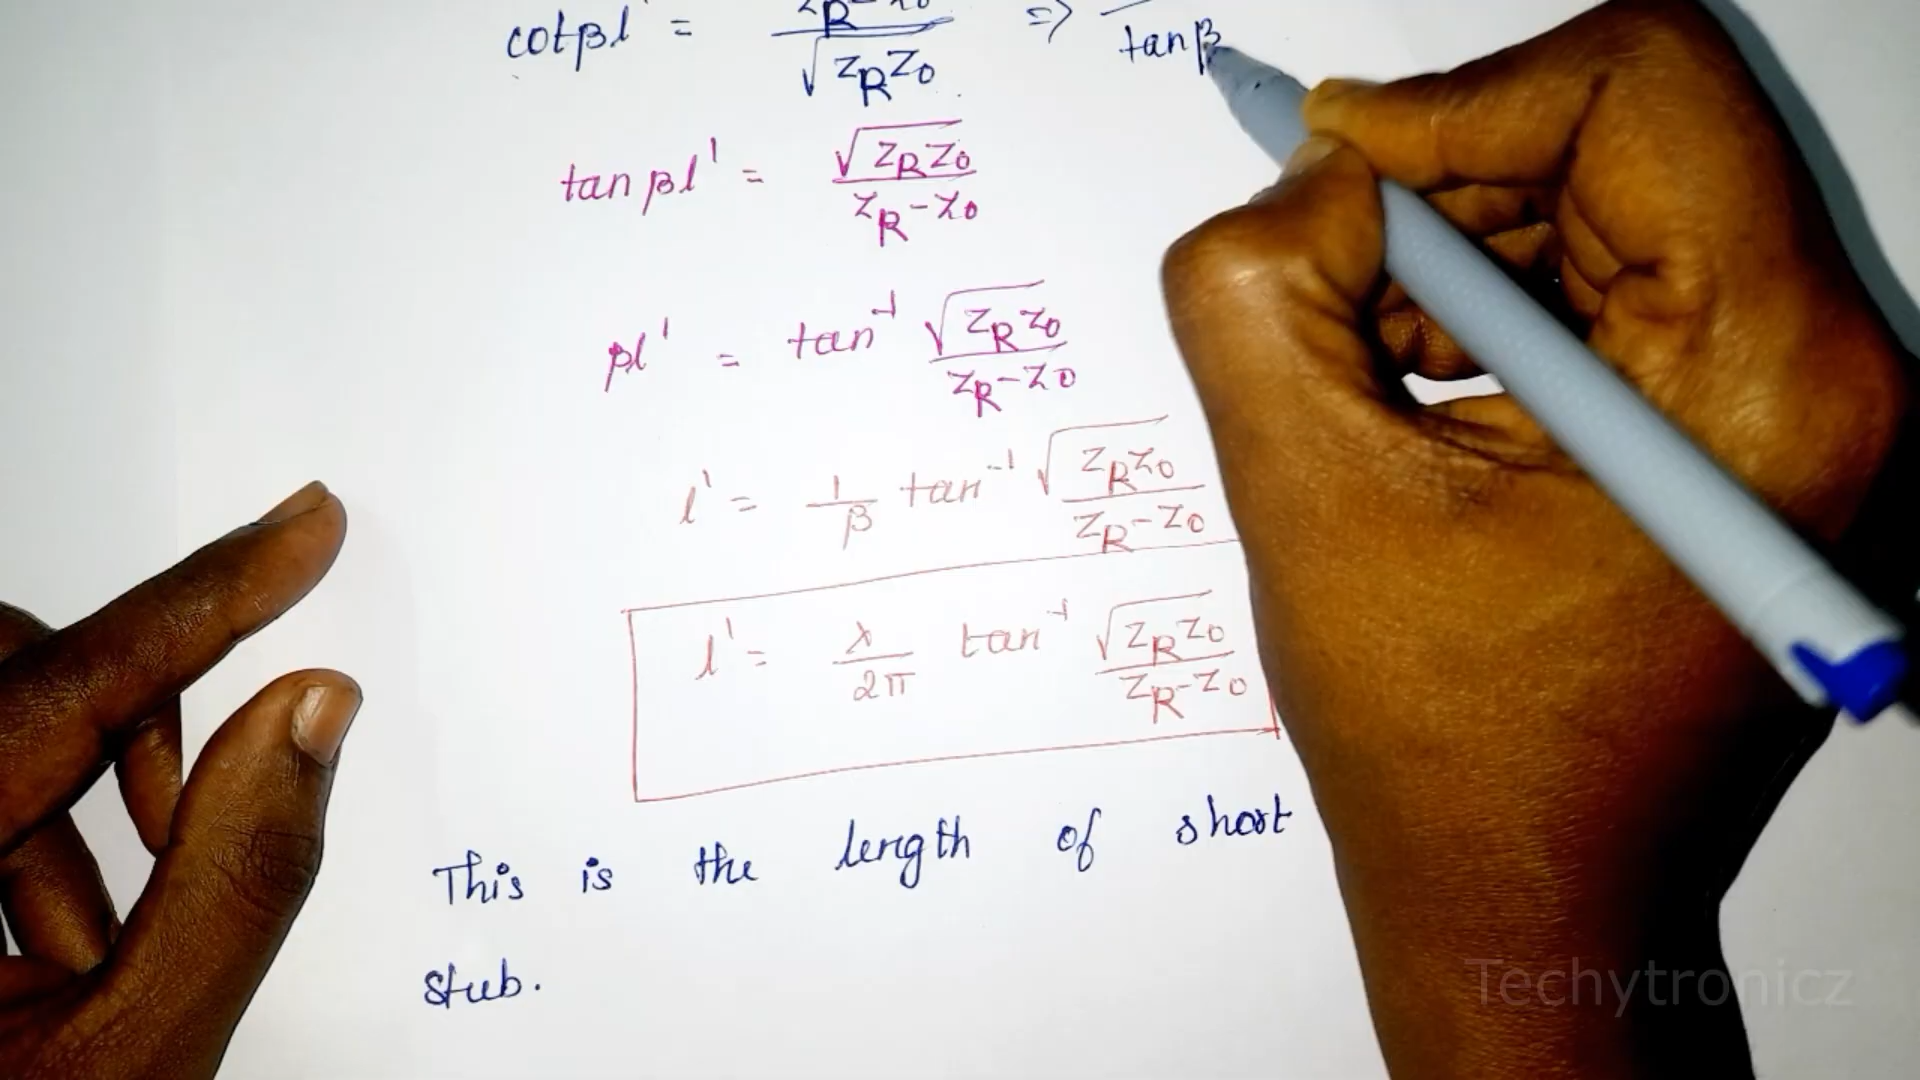 cotβl' = Z_R - Z_0 / √Z_R Z_0 ⇒ / tanβ
tan βl' = √Z_R Z_0 / Z_R - Z_0
βl' = tan⁻¹ √Z_R Z_0 / Z_R - Z_0
l' = 1/β tan⁻¹ √Z_R Z_0 / Z_R - Z_0
l' = λ/2π tan⁻¹ √Z_R Z_0 / Z_R - Z_0
This is the length of short
stub.
Techytronicz